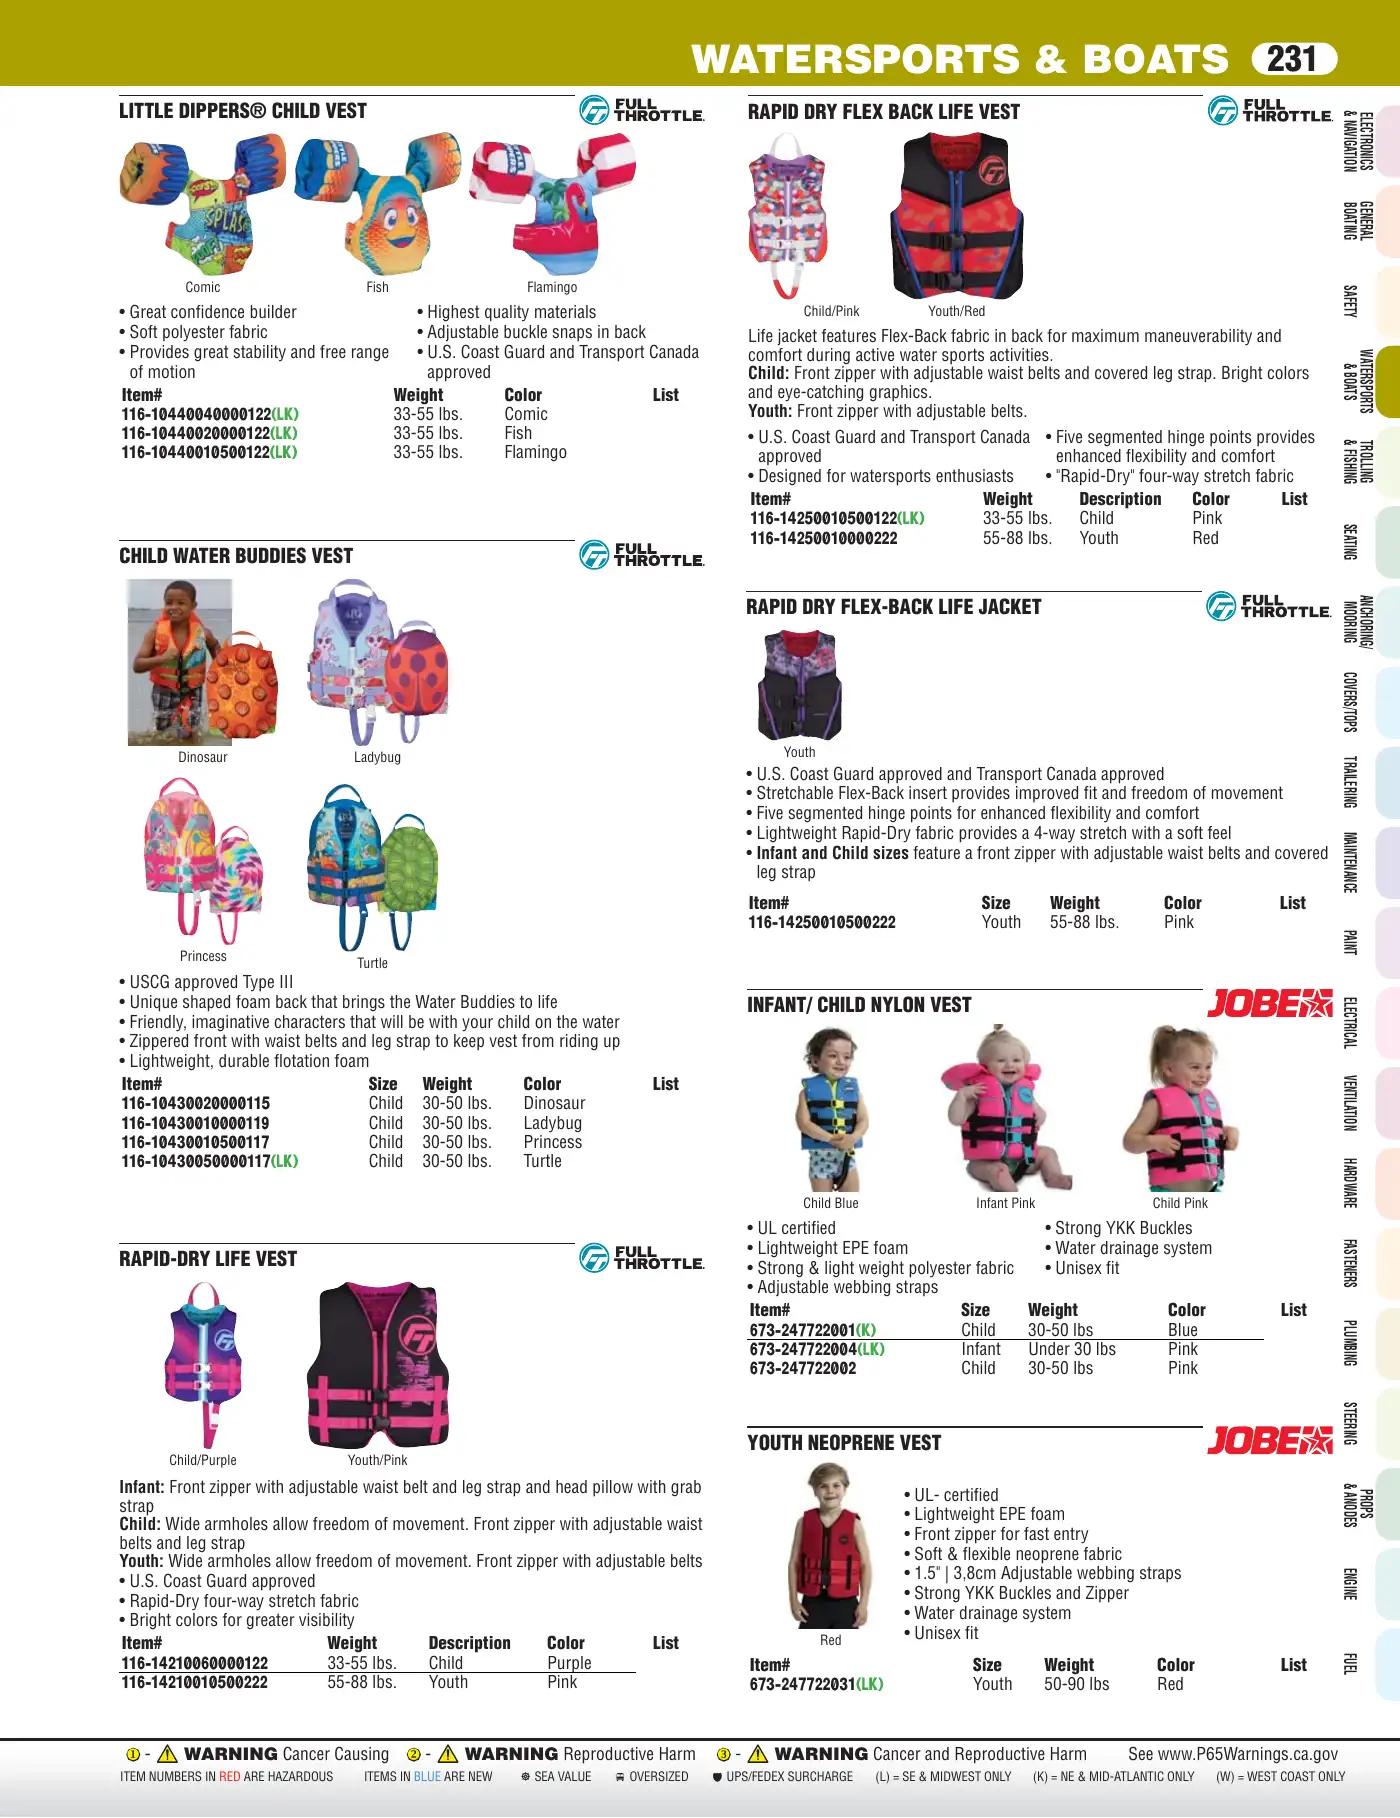 WATERSPORTS & BOATS 231
LITTLE DIPPERS® CHILD VEST
FULL THROTTLE.
Comic
Fish
Flamingo
• Great confidence builder
• Soft polyester fabric
• Provides great stability and free range
of motion
• Highest quality materials
• Adjustable buckle snaps in back
• U.S. Coast Guard and Transport Canada
approved
Item# Weight Color List
116-10440040000122(LK) 33-55 lbs. Comic
116-10440020000122(LK) 33-55 lbs. Fish
116-10440010500122(LK) 33-55 lbs. Flamingo
CHILD WATER BUDDIES VEST
FULL THROTTLE.
Dinosaur
Ladybug
Princess
Turtle
• USCG approved Type III
• Unique shaped foam back that brings the Water Buddies to life
• Friendly, imaginative characters that will be with your child on the water
• Zippered front with waist belts and leg strap to keep vest from riding up
• Lightweight, durable flotation foam
Item# Size Weight Color List
116-10430020000115 Child 30-50 lbs. Dinosaur
116-10430010000119 Child 30-50 lbs. Ladybug
116-10430010500117 Child 30-50 lbs. Princess
116-10430050000117(LK) Child 30-50 lbs. Turtle
RAPID-DRY LIFE VEST
FULL THROTTLE.
Child/Purple
Youth/Pink
Infant: Front zipper with adjustable waist belt and leg strap and head pillow with grab
strap
Child: Wide armholes allow freedom of movement. Front zipper with adjustable waist
belts and leg strap
Youth: Wide armholes allow freedom of movement. Front zipper with adjustable belts
• U.S. Coast Guard approved
• Rapid-Dry four-way stretch fabric
• Bright colors for greater visibility
Item# Weight Description Color List
116-14210060000122 33-55 lbs. Child Purple
116-14210010500222 55-88 lbs. Youth Pink
RAPID DRY FLEX BACK LIFE VEST
FULL THROTTLE.
Child/Pink
Youth/Red
Life jacket features Flex-Back fabric in back for maximum maneuverability and
comfort during active water sports activities.
Child: Front zipper with adjustable waist belts and covered leg strap. Bright colors
and eye-catching graphics.
Youth: Front zipper with adjustable belts.
• U.S. Coast Guard and Transport Canada
approved
• Designed for watersports enthusiasts
• Five segmented hinge points provides
enhanced flexibility and comfort
• "Rapid-Dry" four-way stretch fabric
Item# Weight Description Color List
116-14250010500122(LK) 33-55 lbs. Child Pink
116-14250010000222 55-88 lbs. Youth Red
RAPID DRY FLEX-BACK LIFE JACKET
FULL THROTTLE.
Youth
• U.S. Coast Guard approved and Transport Canada approved
• Stretchable Flex-Back insert provides improved fit and freedom of movement
• Five segmented hinge points for enhanced flexibility and comfort
• Lightweight Rapid-Dry fabric provides a 4-way stretch with a soft feel
• Infant and Child sizes feature a front zipper with adjustable waist belts and covered
leg strap
Item# Size Weight Color List
116-14250010500222 Youth 55-88 lbs. Pink
INFANT/ CHILD NYLON VEST
JOBE
Child Blue
Infant Pink
Child Pink
• UL certified
• Lightweight EPE foam
• Strong & light weight polyester fabric
• Adjustable webbing straps
• Strong YKK Buckles
• Water drainage system
• Unisex fit
Item# Size Weight Color List
673-247722001(K) Child 30-50 lbs Blue
673-247722004(LK) Infant Under 30 lbs Pink
673-247722002 Child 30-50 lbs Pink
YOUTH NEOPRENE VEST
JOBE
Red
• UL- certified
• Lightweight EPE foam
• Front zipper for fast entry
• Soft & flexible neoprene fabric
• 1.5" | 3,8cm Adjustable webbing straps
• Strong YKK Buckles and Zipper
• Water drainage system
• Unisex fit
Item# Size Weight Color List
673-247722031(LK) Youth 50-90 lbs Red
ELECTRONICS
& NAVIGATION
GENERAL
BOATING
SAFETY
WATERSPORTS
& BOATS
TROLLING
& FISHING
SEATING
ANCHORING/
MOORING
COVERS/TOPS
TRAILERING
MAINTENANCE
PAINT
ELECTRICAL
VENTILATION
HARDWARE
FASTENERS
PLUMBING
STEERING
PROPS
& ANODES
ENGINE
FUEL
1 - WARNING Cancer Causing 2 - WARNING Reproductive Harm 3 - WARNING Cancer and Reproductive Harm See www.P65Warnings.ca.gov
ITEM NUMBERS IN RED ARE HAZARDOUS ITEMS IN BLUE ARE NEW SEA VALUE OVERSIZED UPS/FEDEX SURCHARGE (L) = SE & MIDWEST ONLY (K) = NE & MID-ATLANTIC ONLY (W) = WEST COAST ONLY